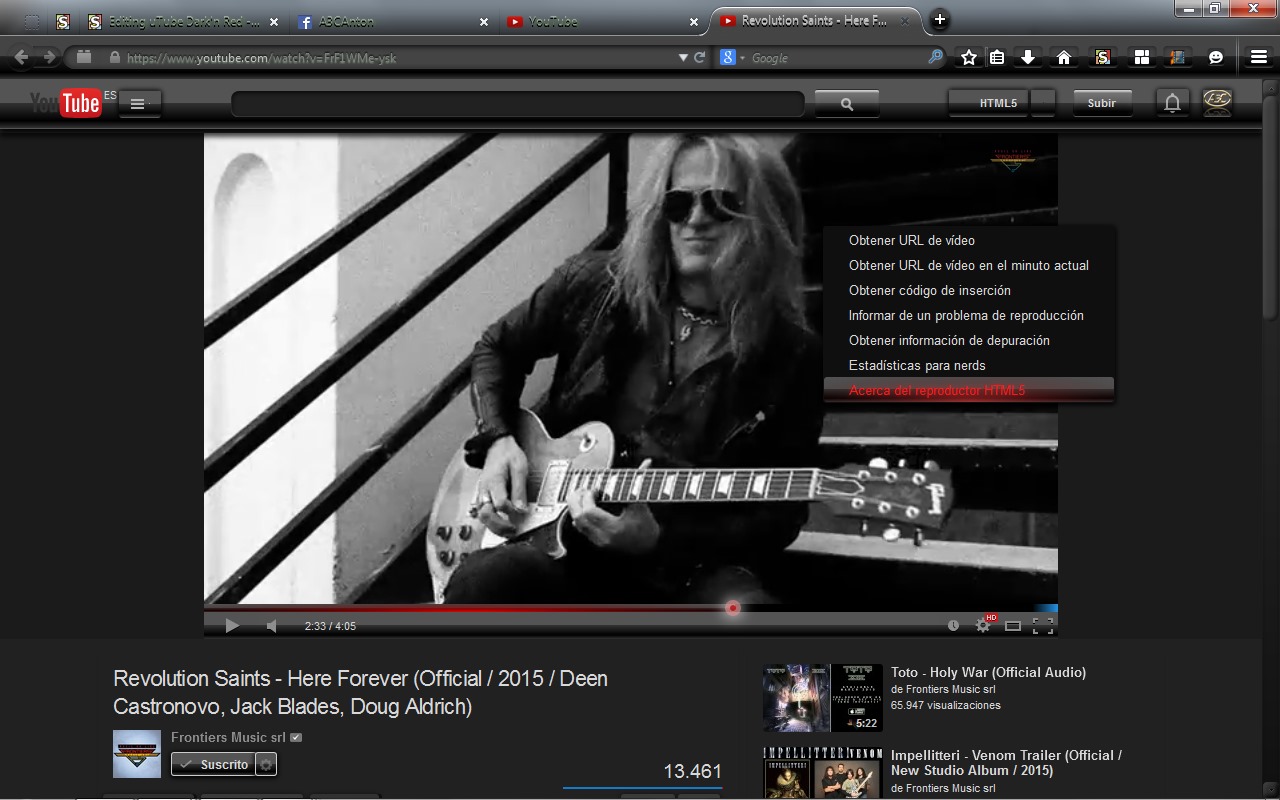 Editing uTube Dark'n Red -...
A3CAnton
YouTube
Revolution Saints - Here F...
https://www.youtube.com/watch?v=FrF1WMe-ysk
Google
YouTube ES
HTML5
Subir
Obtener URL de vídeo
Obtener URL de vídeo en el minuto actual
Obtener código de inserción
Informar de un problema de reproducción
Obtener información de depuración
Estadísticas para nerds
Acerca del reproductor HTML5
Gibson
HD
2:33 / 4:05
Revolution Saints - Here Forever (Official / 2015 / Deen
Castronovo, Jack Blades, Doug Aldrich)
Frontiers Music srl
Suscrito
13.461
Toto - Holy War (Official Audio)
de Frontiers Music srl
65.947 visualizaciones
5:22
Impellitteri - Venom Trailer (Official /
New Studio Album / 2015)
de Frontiers Music srl
IMPELLITTERI VENOM